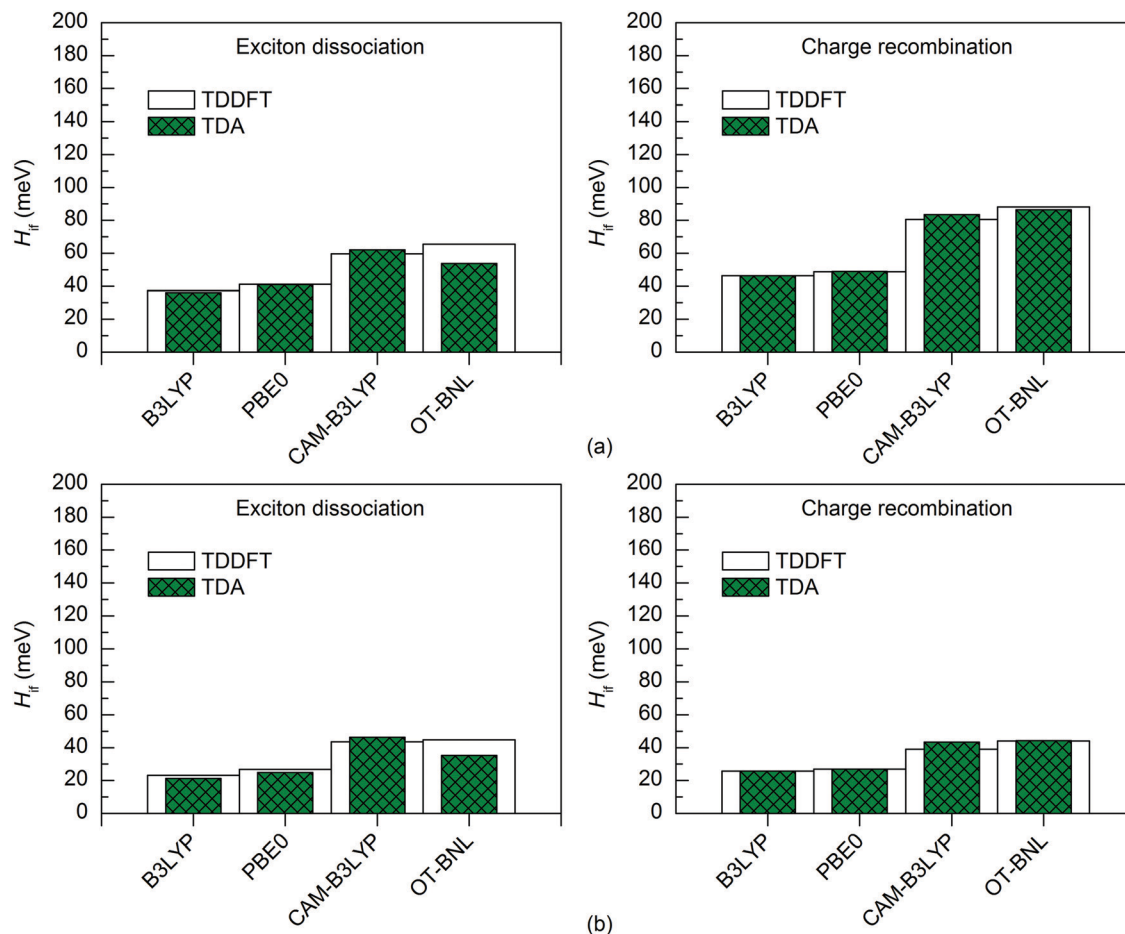 Exciton dissociation
TDDFT
TDA
H_if (meV)
200
180
160
140
120
100
80
60
40
20
0
B3LYP
PBE0
CAM-B3LYP
OT-BNL
Charge recombination
TDDFT
TDA
H_if (meV)
200
180
160
140
120
100
80
60
40
20
0
B3LYP
PBE0
CAM-B3LYP
OT-BNL
(a)
Exciton dissociation
TDDFT
TDA
H_if (meV)
200
180
160
140
120
100
80
60
40
20
0
B3LYP
PBE0
CAM-B3LYP
OT-BNL
Charge recombination
TDDFT
TDA
H_if (meV)
200
180
160
140
120
100
80
60
40
20
0
B3LYP
PBE0
CAM-B3LYP
OT-BNL
(b)